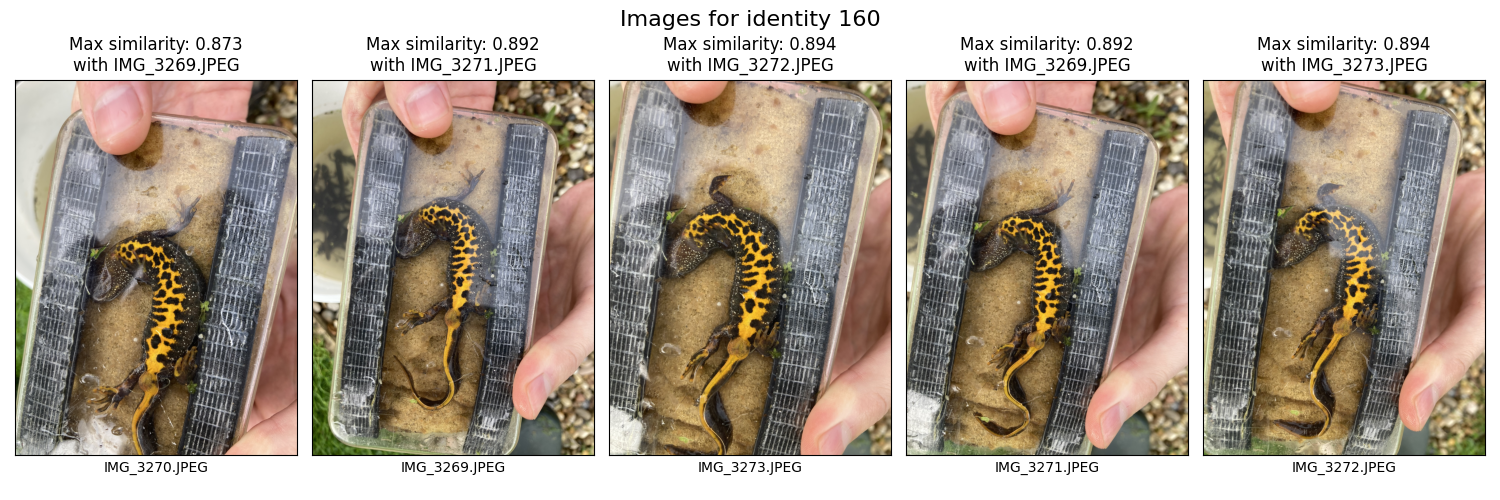 Images for identity 160
Max similarity: 0.873
with IMG_3269.JPEG
Max similarity: 0.892
with IMG_3271.JPEG
Max similarity: 0.894
with IMG_3272.JPEG
Max similarity: 0.892
with IMG_3269.JPEG
Max similarity: 0.894
with IMG_3273.JPEG
IMG_3270.JPEG
IMG_3269.JPEG
IMG_3273.JPEG
IMG_3271.JPEG
IMG_3272.JPEG